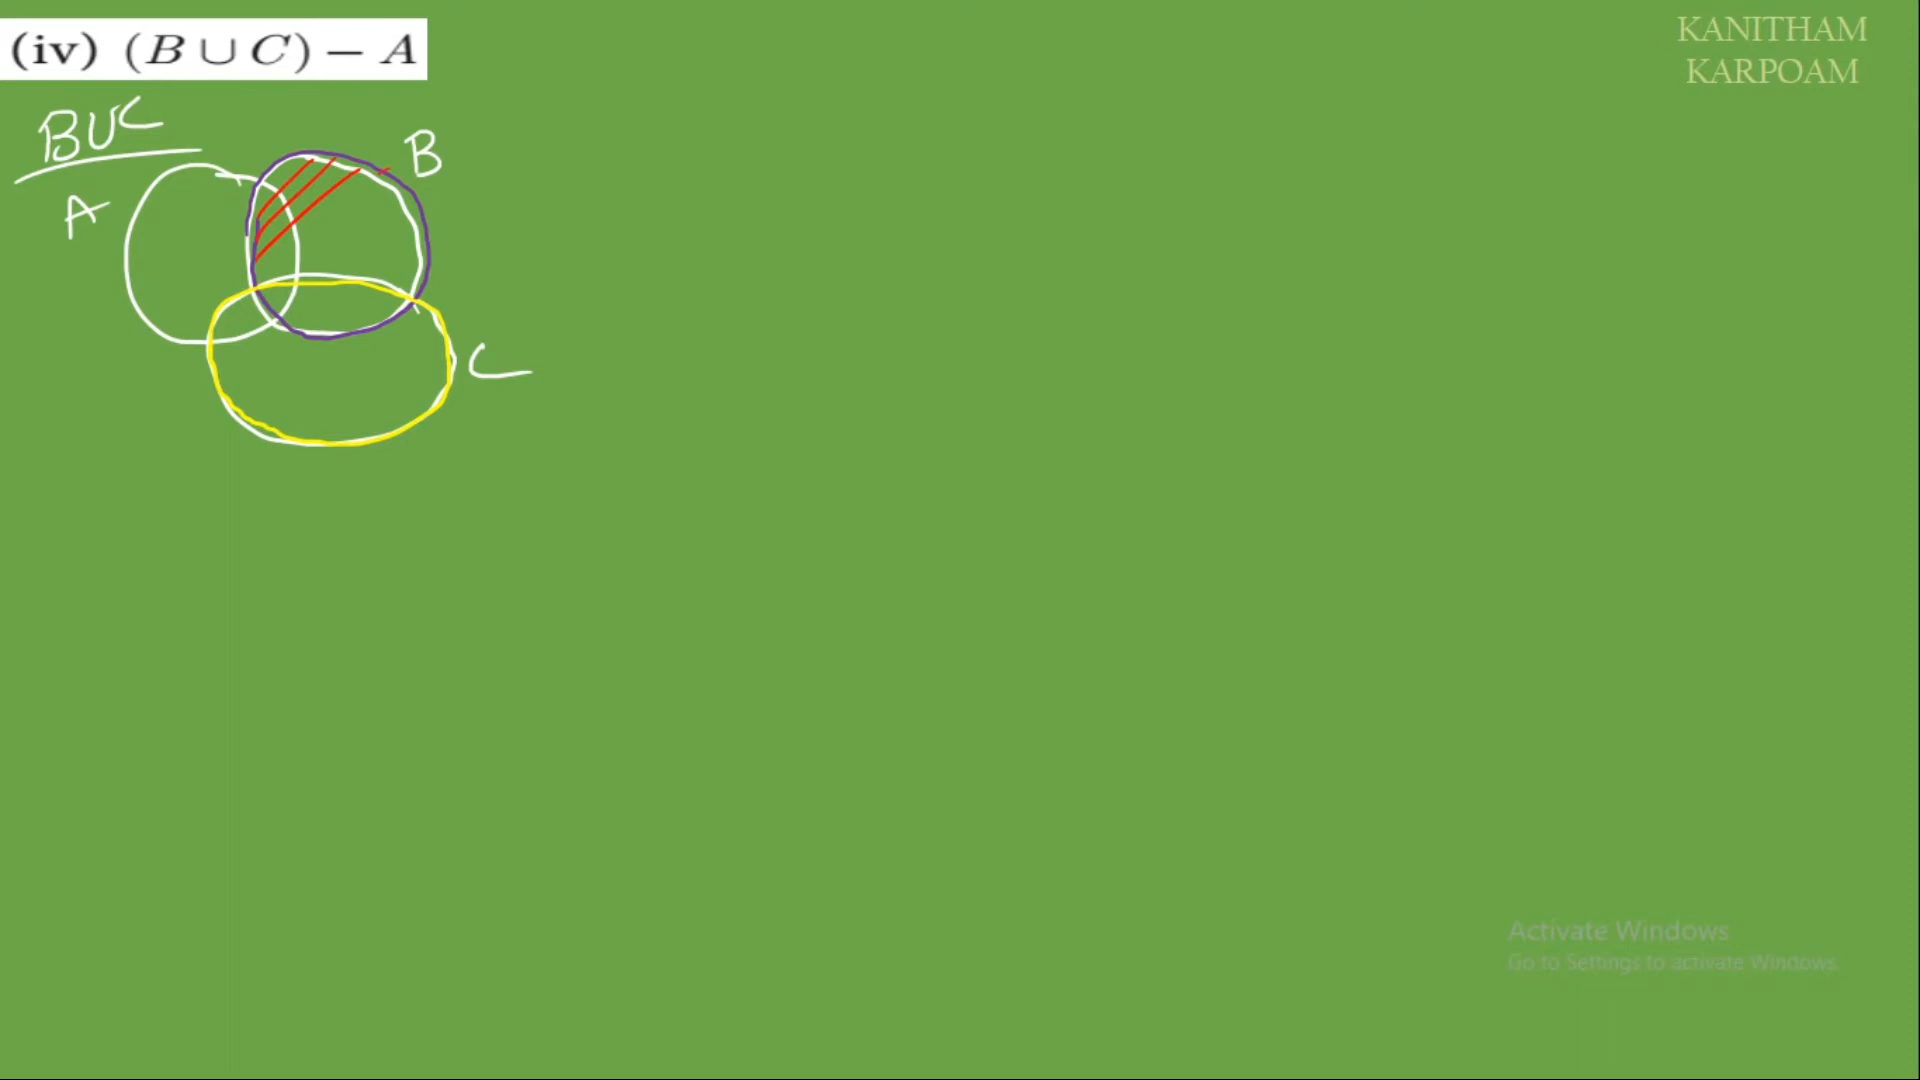 (iv) (B ∪ C) − A
KANITHAM
KARPOAM
B∪C
A
B
C
Activate Windows
Go to Settings to activate Windows.